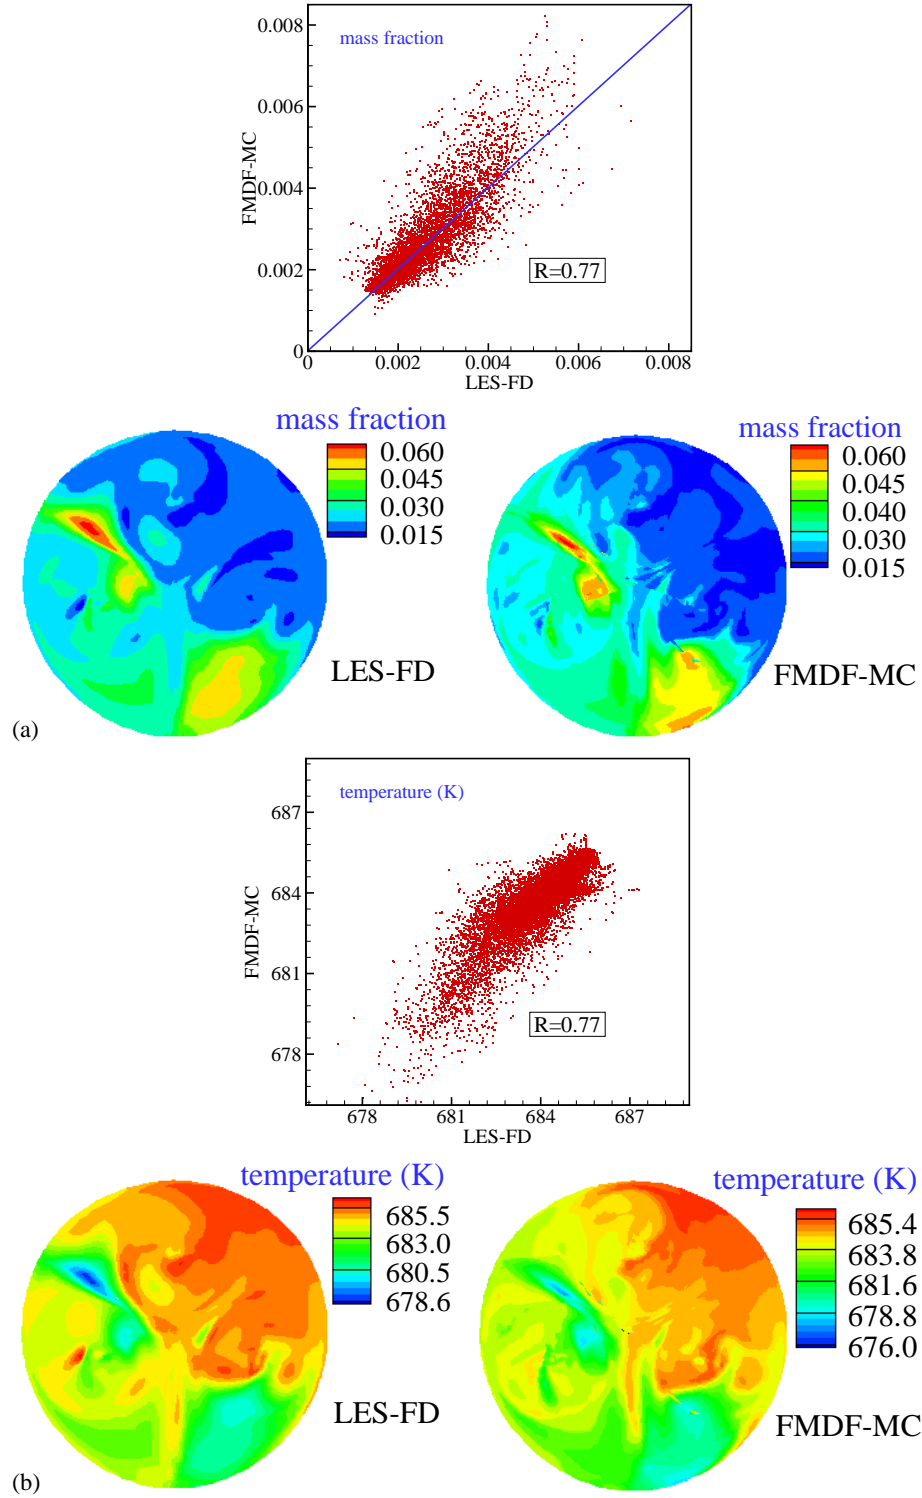 0.008
mass fraction
0.006
FMDF-MC
0.004
0.002
R=0.77
0
0 0.002 0.004 0.006 0.008
LES-FD
mass fraction
0.060
0.045
0.030
0.015
LES-FD
mass fraction
0.060
0.045
0.040
0.030
0.015
FMDF-MC
(a)
temperature (K)
687
684
FMDF-MC
681
678
R=0.77
678 681 684 687
LES-FD
temperature (K)
685.5
683.0
680.5
678.6
LES-FD
temperature (K)
685.4
683.8
681.6
678.8
676.0
FMDF-MC
(b)